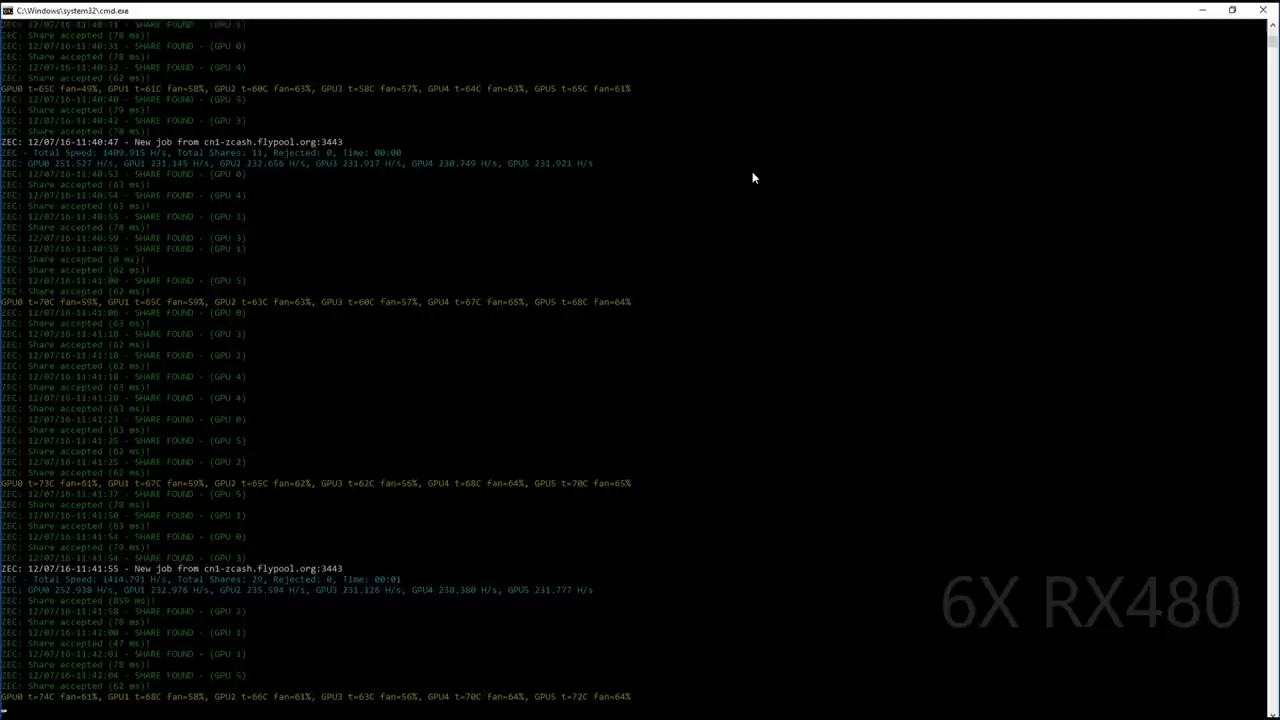 C:\Windows\system32\cmd.exe
ZEC: Share accepted (78 ms)!
ZEC: 12/07/16-11:40:31 - SHARE FOUND - (GPU 0)
ZEC: Share accepted (78 ms)!
ZEC: 12/07/16-11:40:32 - SHARE FOUND - (GPU 4)
ZEC: Share accepted (62 ms)!
GPU0 t=65C fan=49%, GPU1 t=61C fan=58%, GPU2 t=60C fan=63%, GPU3 t=58C fan=57%, GPU4 t=64C fan=63%, GPU5 t=65C fan=61%
ZEC: 12/07/16-11:40:40 - SHARE FOUND - (GPU 5)
ZEC: Share accepted (79 ms)!
ZEC: 12/07/16-11:40:42 - SHARE FOUND - (GPU 3)
ZEC: Share accepted (78 ms)!
ZEC: 12/07/16-11:40:47 - New job from cn1-zcash.flypool.org:3443
ZEC - Total Speed: 1409.915 H/s, Total Shares: 11, Rejected: 0, Time: 00:00
ZEC: GPU0 251.527 H/s, GPU1 231.145 H/s, GPU2 232.656 H/s, GPU3 231.917 H/s, GPU4 230.749 H/s, GPU5 231.921 H/s
ZEC: 12/07/16-11:40:53 - SHARE FOUND - (GPU 0)
ZEC: Share accepted (63 ms)!
ZEC: 12/07/16-11:40:54 - SHARE FOUND - (GPU 4)
ZEC: Share accepted (63 ms)!
ZEC: 12/07/16-11:40:55 - SHARE FOUND - (GPU 1)
ZEC: Share accepted (78 ms)!
ZEC: 12/07/16-11:40:59 - SHARE FOUND - (GPU 3)
ZEC: 12/07/16-11:40:59 - SHARE FOUND - (GPU 1)
ZEC: Share accepted (0 ms)!
ZEC: Share accepted (62 ms)!
ZEC: 12/07/16-11:41:00 - SHARE FOUND - (GPU 5)
ZEC: Share accepted (62 ms)!
GPU0 t=70C fan=59%, GPU1 t=65C fan=59%, GPU2 t=63C fan=63%, GPU3 t=60C fan=57%, GPU4 t=67C fan=65%, GPU5 t=68C fan=64%
ZEC: 12/07/16-11:41:06 - SHARE FOUND - (GPU 0)
ZEC: Share accepted (63 ms)!
ZEC: 12/07/16-11:41:10 - SHARE FOUND - (GPU 3)
ZEC: Share accepted (63 ms)!
ZEC: 12/07/16-11:41:18 - SHARE FOUND - (GPU 2)
ZEC: Share accepted (62 ms)!
ZEC: 12/07/16-11:41:18 - SHARE FOUND - (GPU 4)
ZEC: Share accepted (63 ms)!
ZEC: 12/07/16-11:41:20 - SHARE FOUND - (GPU 4)
ZEC: Share accepted (63 ms)!
ZEC: 12/07/16-11:41:23 - SHARE FOUND - (GPU 0)
ZEC: Share accepted (63 ms)!
ZEC: 12/07/16-11:41:25 - SHARE FOUND - (GPU 5)
ZEC: Share accepted (62 ms)!
ZEC: 12/07/16-11:41:25 - SHARE FOUND - (GPU 2)
ZEC: Share accepted (62 ms)!
GPU0 t=73C fan=61%, GPU1 t=67C fan=59%, GPU2 t=65C fan=62%, GPU3 t=62C fan=56%, GPU4 t=68C fan=64%, GPU5 t=70C fan=65%
ZEC: 12/07/16-11:41:37 - SHARE FOUND - (GPU 5)
ZEC: Share accepted (78 ms)!
ZEC: 12/07/16-11:41:50 - SHARE FOUND - (GPU 1)
ZEC: Share accepted (63 ms)!
ZEC: 12/07/16-11:41:54 - SHARE FOUND - (GPU 0)
ZEC: Share accepted (79 ms)!
ZEC: 12/07/16-11:41:54 - SHARE FOUND - (GPU 3)
ZEC: 12/07/16-11:41:55 - New job from cn1-zcash.flypool.org:3443
ZEC - Total Speed: 1414.791 H/s, Total Shares: 29, Rejected: 0, Time: 00:01
ZEC: GPU0 252.938 H/s, GPU1 232.976 H/s, GPU2 235.594 H/s, GPU3 231.126 H/s, GPU4 230.380 H/s, GPU5 231.777 H/s
ZEC: Share accepted (859 ms)!
ZEC: 12/07/16-11:41:58 - SHARE FOUND - (GPU 2)
ZEC: Share accepted (78 ms)!
ZEC: 12/07/16-11:42:00 - SHARE FOUND - (GPU 1)
ZEC: Share accepted (47 ms)!
ZEC: 12/07/16-11:42:01 - SHARE FOUND - (GPU 1)
ZEC: Share accepted (78 ms)!
ZEC: 12/07/16-11:42:04 - SHARE FOUND - (GPU 5)
ZEC: Share accepted (62 ms)!
GPU0 t=74C fan=61%, GPU1 t=68C fan=58%, GPU2 t=66C fan=61%, GPU3 t=63C fan=56%, GPU4 t=70C fan=64%, GPU5 t=72C fan=64%
6X RX480